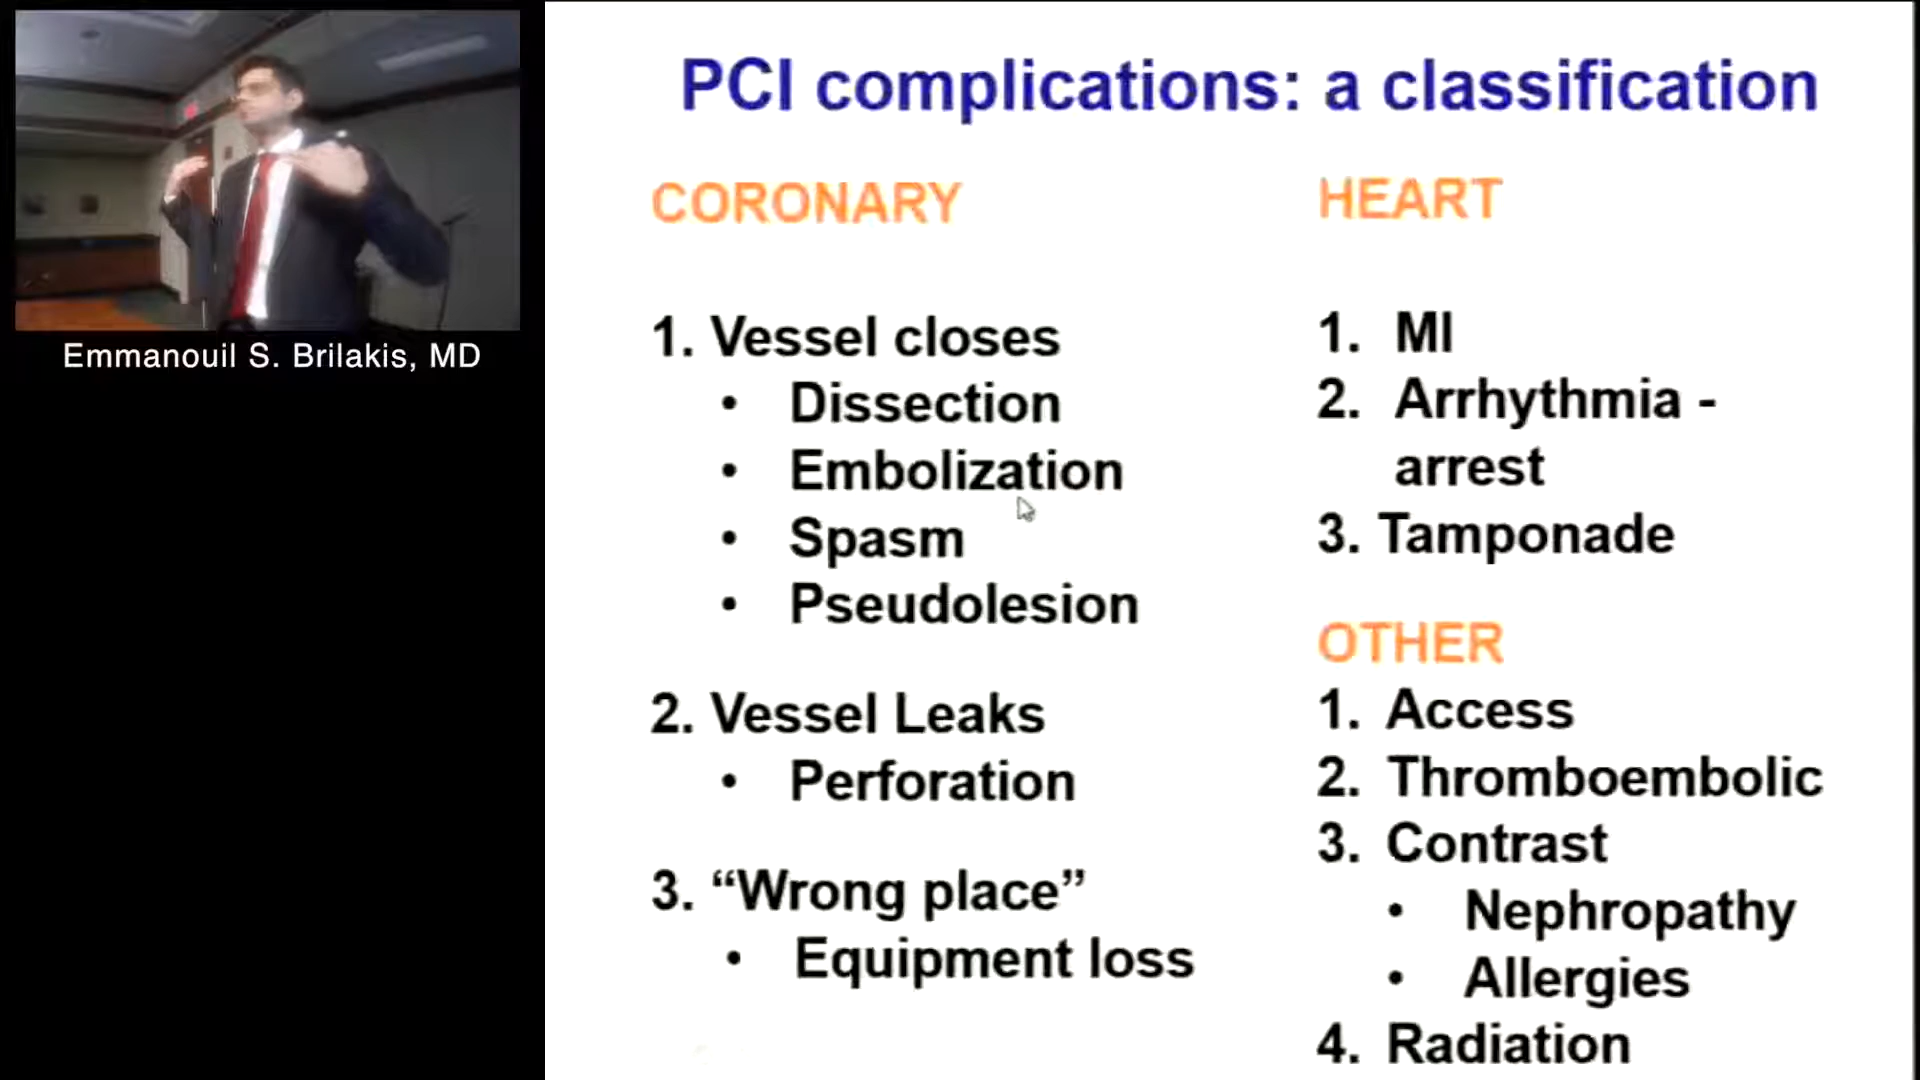 Emmanouil S. Brilakis, MD
PCI complications: a classification
CORONARY
1. Vessel closes
• Dissection
• Embolization
• Spasm
• Pseudolesion
2. Vessel Leaks
• Perforation
3. “Wrong place”
• Equipment loss
HEART
1. MI
2. Arrhythmia -
arrest
3. Tamponade
OTHER
1. Access
2. Thromboembolic
3. Contrast
• Nephropathy
• Allergies
4. Radiation